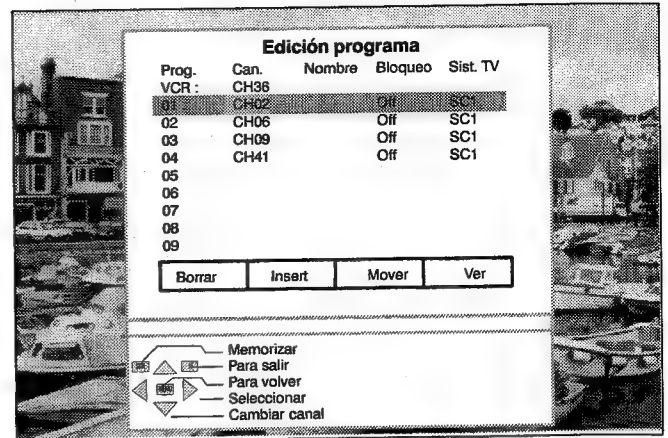 Edición programa
Prog. Can. Nombre Bloqueo Sist. TV
VCR : CH36
01 CH02 Off SC1
02 CH06 Off SC1
03 CH09 Off SC1
04 CH41 Off SC1
05
06
07
08
09
Borrar Insert Mover Ver
Memorizar
Para salir
Para volver
Seleccionar
Cambiar canal